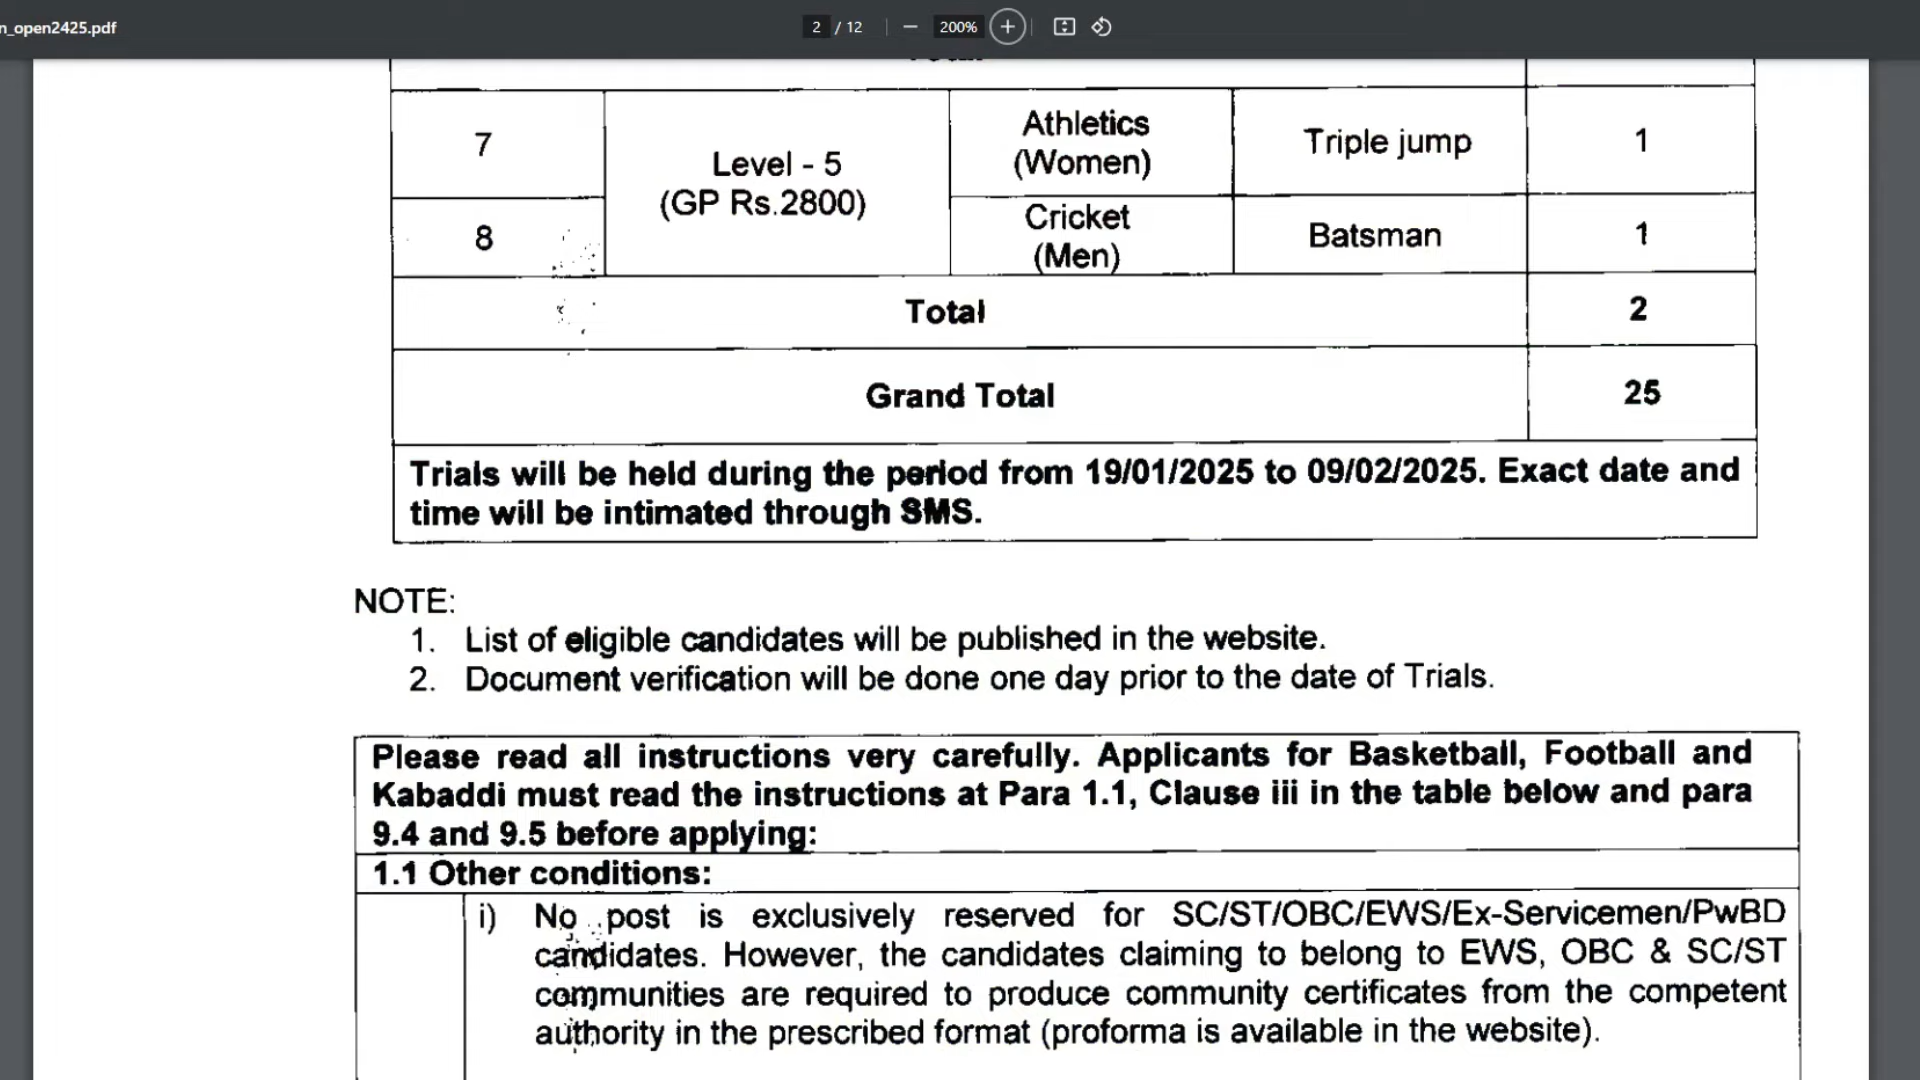 n_open2425.pdf
2 / 12
200%
7
Level - 5
(GP Rs.2800)
Athletics
(Women)
Triple jump
1
8
Cricket
(Men)
Batsman
1
Total
2
Grand Total
25
Trials will be held during the period from 19/01/2025 to 09/02/2025. Exact date and
time will be intimated through SMS.
NOTE:
1. List of eligible candidates will be published in the website.
2. Document verification will be done one day prior to the date of Trials.
Please read all instructions very carefully. Applicants for Basketball, Football and
Kabaddi must read the instructions at Para 1.1, Clause iii in the table below and para
9.4 and 9.5 before applying:
1.1 Other conditions:
i) No post is exclusively reserved for SC/ST/OBC/EWS/Ex-Servicemen/PwBD
candidates. However, the candidates claiming to belong to EWS, OBC & SC/ST
communities are required to produce community certificates from the competent
authority in the prescribed format (proforma is available in the website).